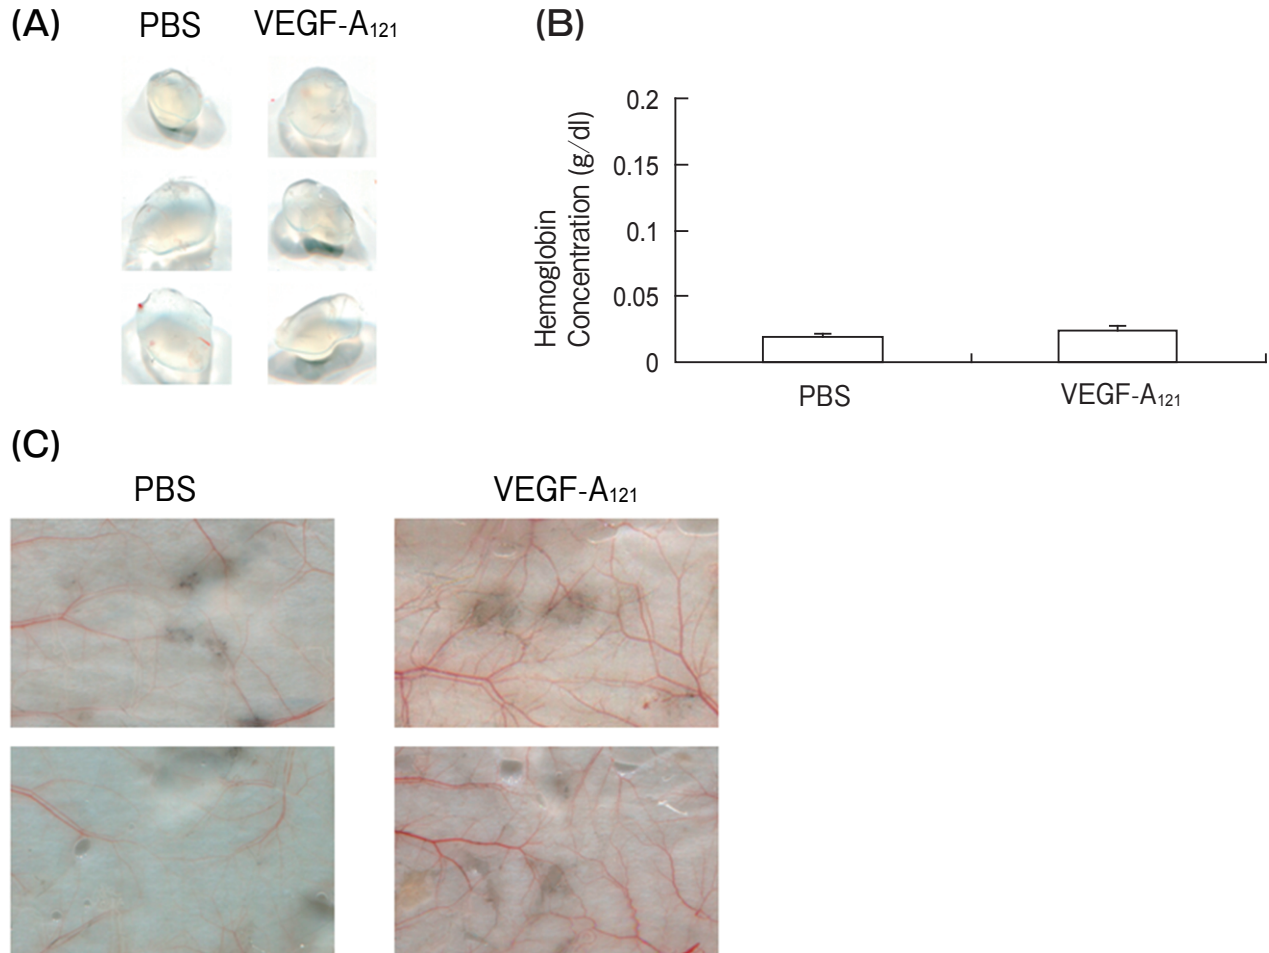 (A)
PBS VEGF-A₁₂₁
(B)
Hemoglobin
Concentration (g/dl)
0.2
0.15
0.1
0.05
0
PBS VEGF-A₁₂₁
(C)
PBS VEGF-A₁₂₁